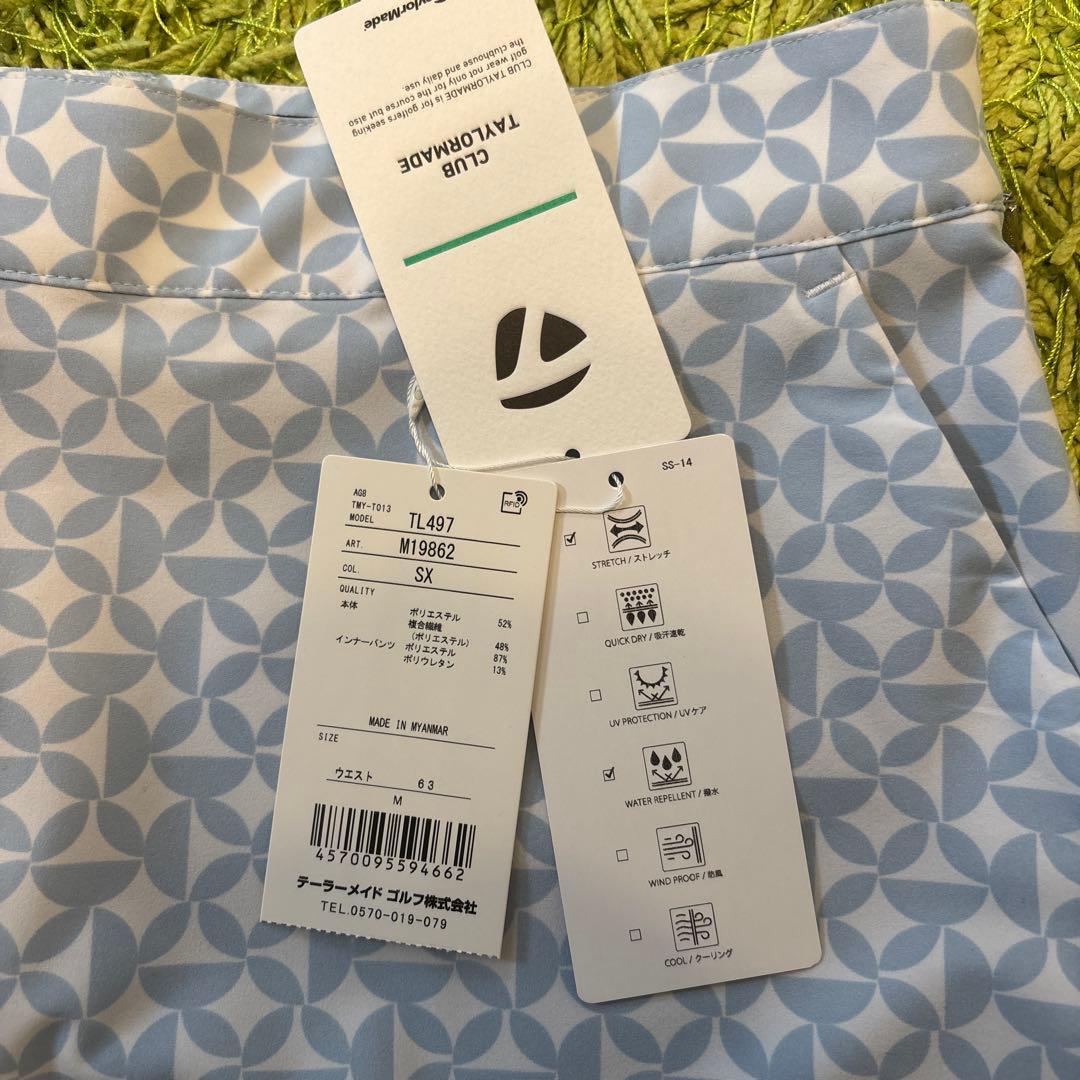 TaylorMade
CLUB TAYLORMADE is for golfers seeking
golf wear not only for the course but also
the clubhouse and daily use.
CLUB
TAYLORMADE
AG8
TMY-T013
MODEL TL497
ART. M19862
COL. SX
QUALITY
本体 ポリエステル 52%
複合繊維
(ポリエステル) 48%
インナーパンツ ポリエステル 87%
ポリウレタン 13%
MADE IN MYANMAR
SIZE
ウエスト 63
M
4570095594662
テーラーメイド ゴルフ株式会社
TEL.0570-019-079
RFID
SS-14
STRETCH / ストレッチ
QUICK DRY / 吸汗速乾
UV PROTECTION / UVケア
WATER REPELLENT / 撥水
WIND PROOF / 防風
COOL / クーリング